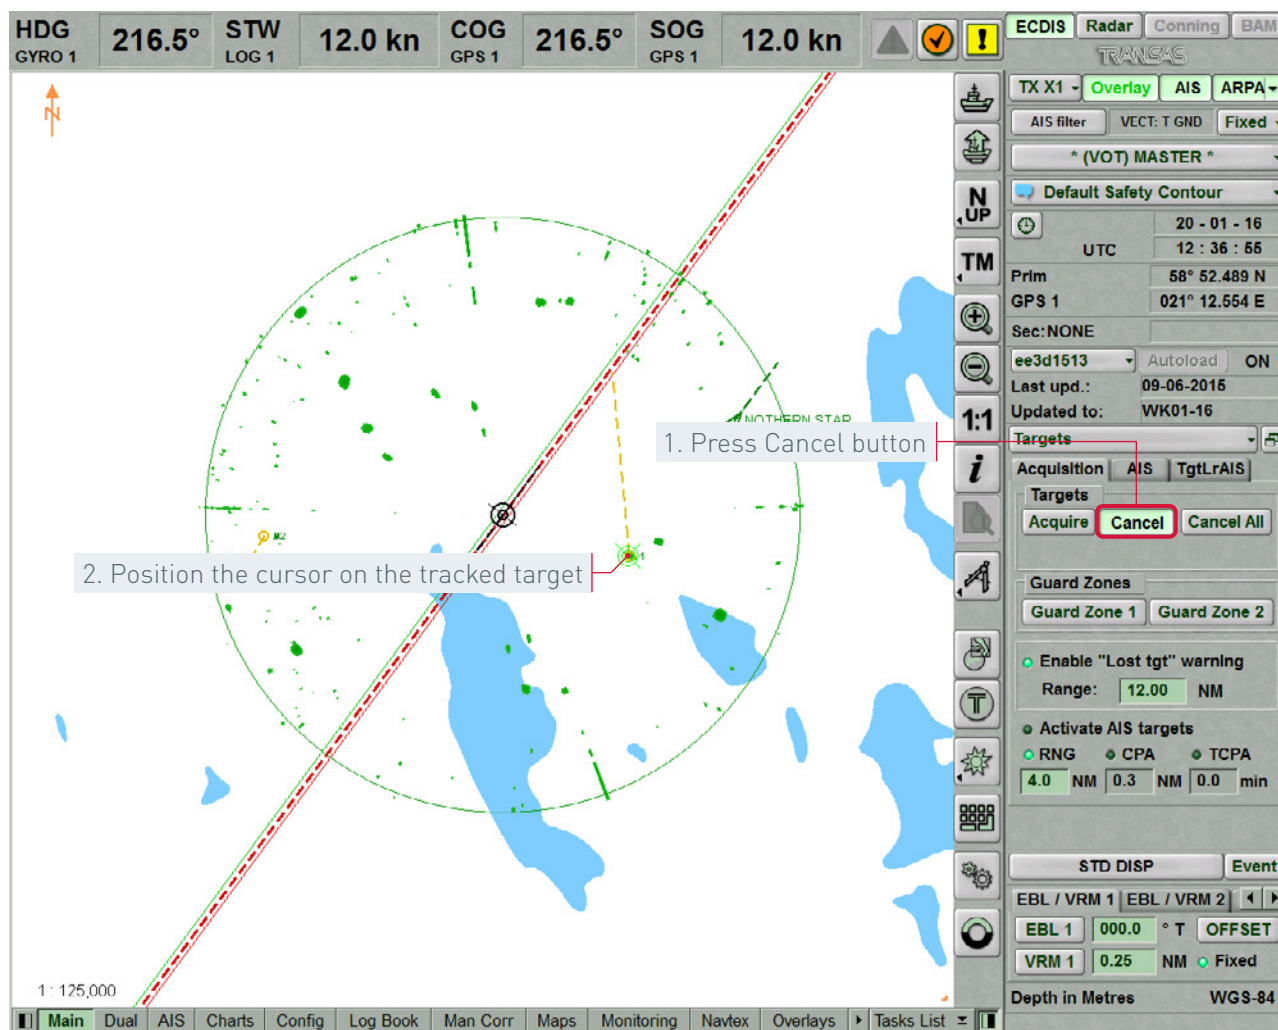 HDG 216.5° STW 12.0 kn COG 216.5° SOG 12.0 kn
GYRO 1 LOG 1 GPS 1 GPS 1
ECDIS Radar Conning BAM
TRANSAS
TX X1 Overlay AIS ARPA
AIS filter VECT: T GND Fixed
* (VOT) MASTER *
Default Safety Contour
20 - 01 - 16
UTC 12 : 36 : 55
Prim 58° 52.489 N
GPS 1 021° 12.554 E
Sec:NONE
ee3d1513 Autoload ON
Last upd.: 09-06-2015
Updated to: WK01-16
Targets
Acquisition AIS TgtLrAIS
Targets
Acquire Cancel Cancel All
Guard Zones
Guard Zone 1 Guard Zone 2
Enable "Lost tgt" warning
Range: 12.00 NM
Activate AIS targets
RNG CPA TCPA
4.0 NM 0.3 NM 0.0 min
STD DISP Event
EBL / VRM 1 EBL / VRM 2
EBL 1 000.0 ° T OFFSET
VRM 1 0.25 NM Fixed
Depth in Metres WGS-84
N
N UP
TM
1:1
i
T
NOTHERN STAR
1. Press Cancel button
2. Position the cursor on the tracked target
1
1 : 125,000
Main Dual AIS Charts Config Log Book Man Corr Maps Monitoring Navtex Overlays Tasks List